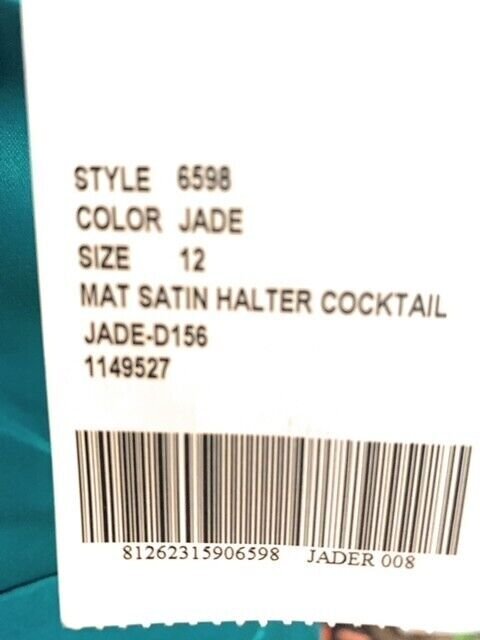 STYLE 6598
COLOR JADE
SIZE 12
MAT SATIN HALTER COCKTAIL
JADE-D156
1149527
81262315906598 JADER 008